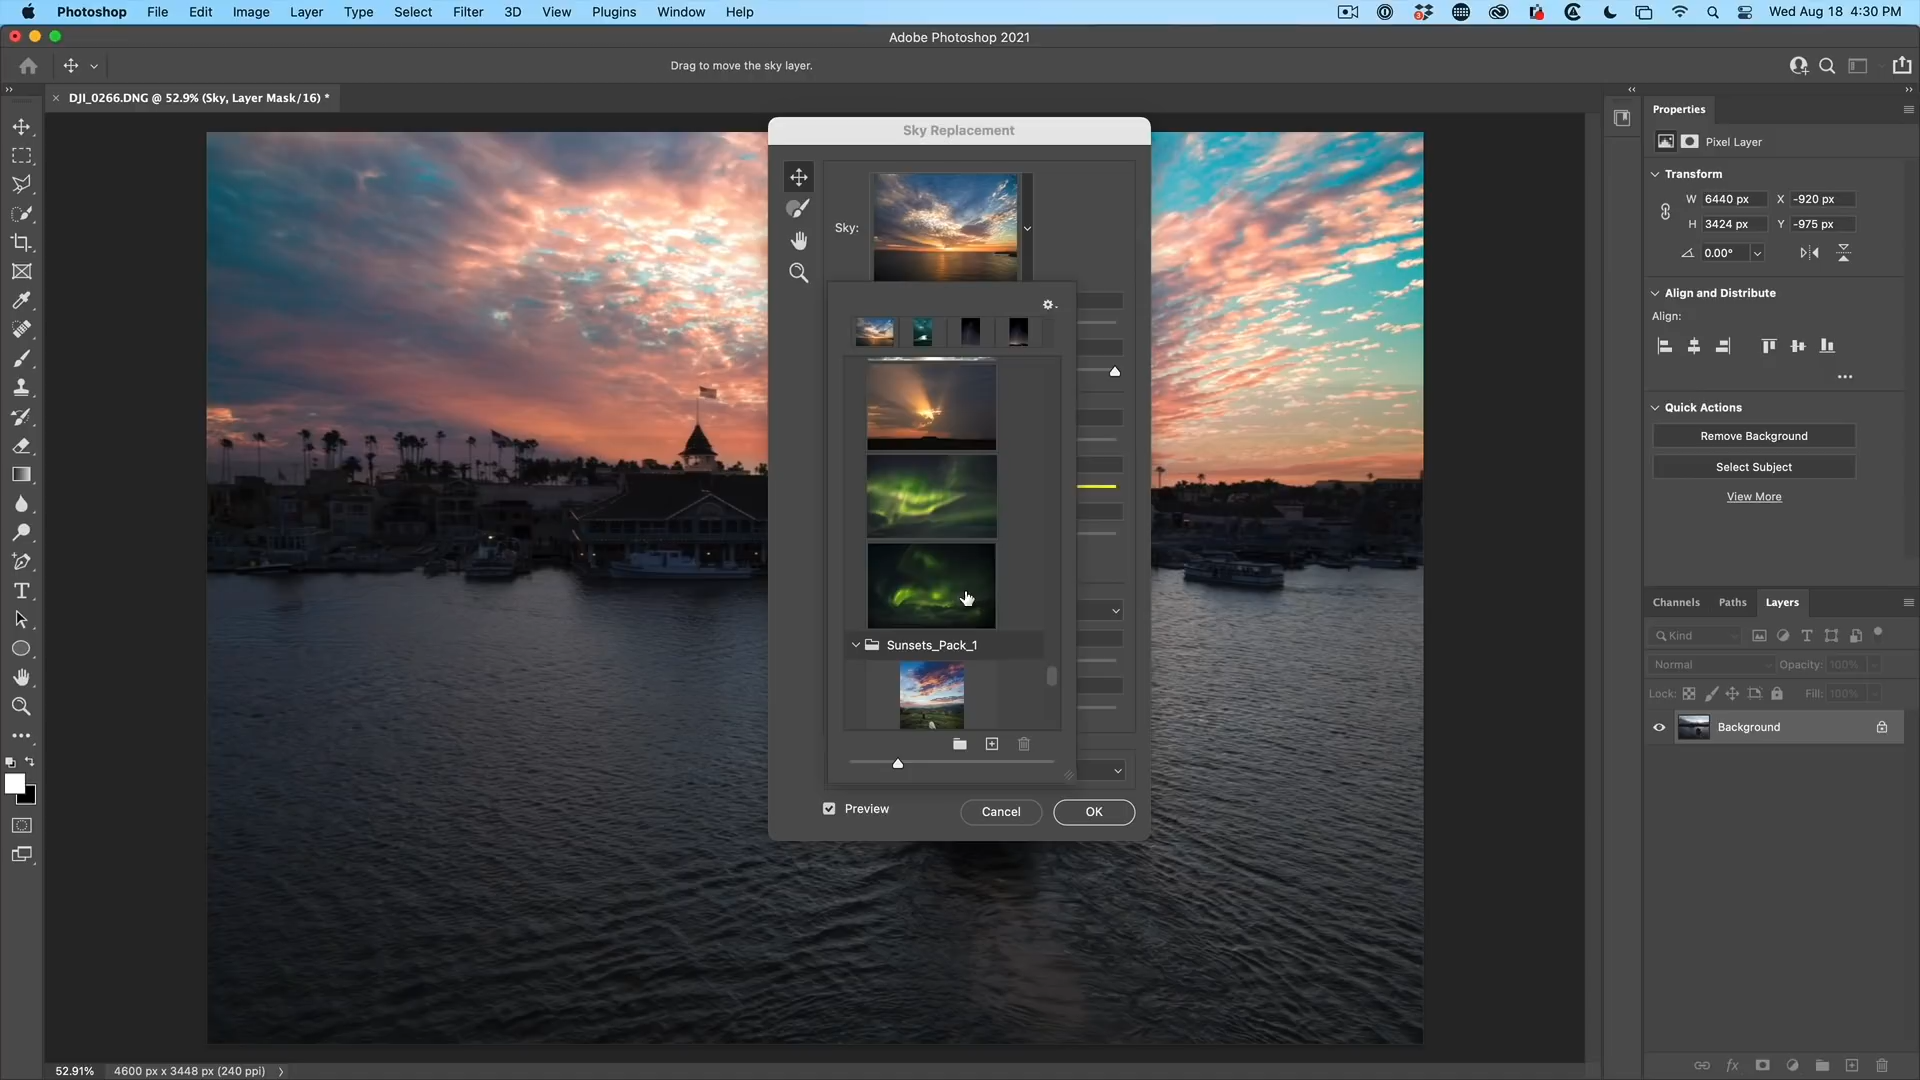 Photoshop File Edit Image Layer Type Select Filter 3D View Plugins Window Help Wed Aug 18 4:30 PM
Adobe Photoshop 2021
Drag to move the sky layer.
DJI_0266.DNG @ 52.9% (Sky, Layer Mask/16) *
Sky Replacement
Sky:
Sunsets_Pack_1
Preview
Cancel
OK
Properties
Pixel Layer
Transform
W 6440 px X -920 px
H 3424 px Y -975 px
0.00°
Align and Distribute
Align:
Quick Actions
Remove Background
Select Subject
View More
Channels Paths Layers
Kind
Normal Opacity: 100%
Lock: Fill: 100%
Background
52.91% 4600 px x 3448 px (240 ppi)